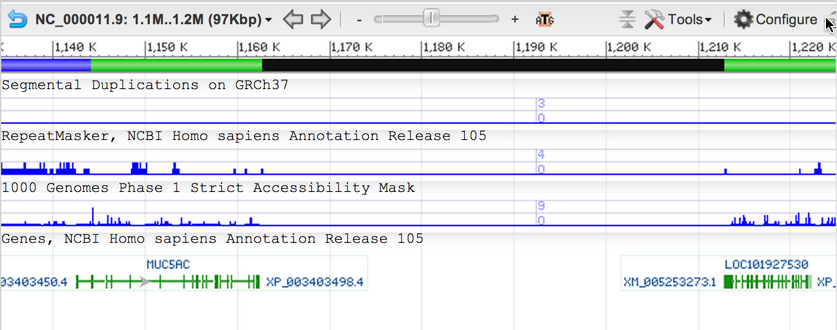 NC_000011.9: 1.1M..1.2M (97Kbp) - + ATG Tools Configure
1,140 K 1,150 K 1,160 K 1,170 K 1,180 K 1,190 K 1,200 K 1,210 K 1,220 K
Segmental Duplications on GRCh37
3
0
RepeatMasker, NCBI Homo sapiens Annotation Release 105
4
0
1000 Genomes Phase 1 Strict Accessibility Mask
9
0
Genes, NCBI Homo sapiens Annotation Release 105
MUC5AC LOC101927530
03403450.4 XP_003403498.4 XM_005253273.1 XP_